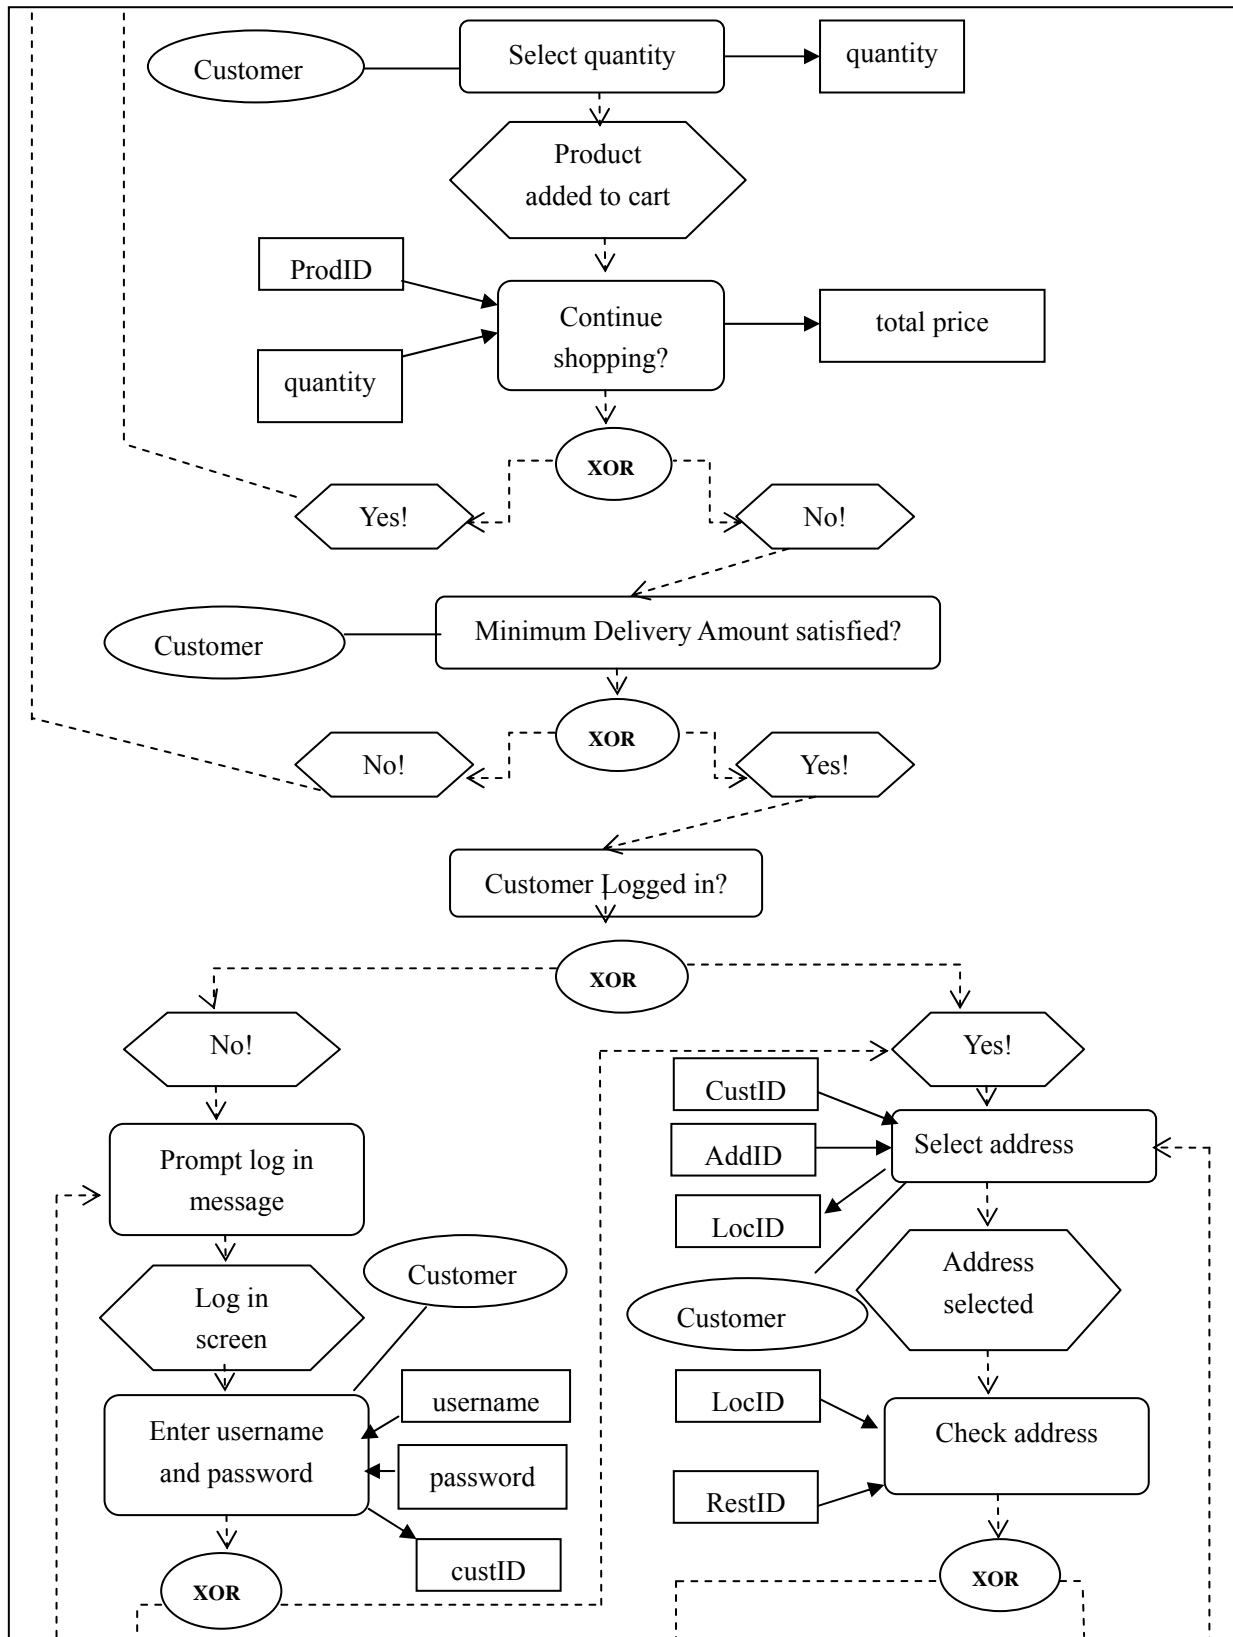 Customer
Select quantity
quantity
Product
added to cart
ProdID
quantity
Continue
shopping?
total price
XOR
Yes!
No!
Customer
Minimum Delivery Amount satisfied?
XOR
No!
Yes!
Customer Logged in?
XOR
No!
Yes!
Prompt log in
message
CustID
AddID
LocID
Select address
Log in
screen
Customer
Customer
Address
selected
Enter username
and password
username
password
custID
LocID
RestID
Check address
XOR
XOR